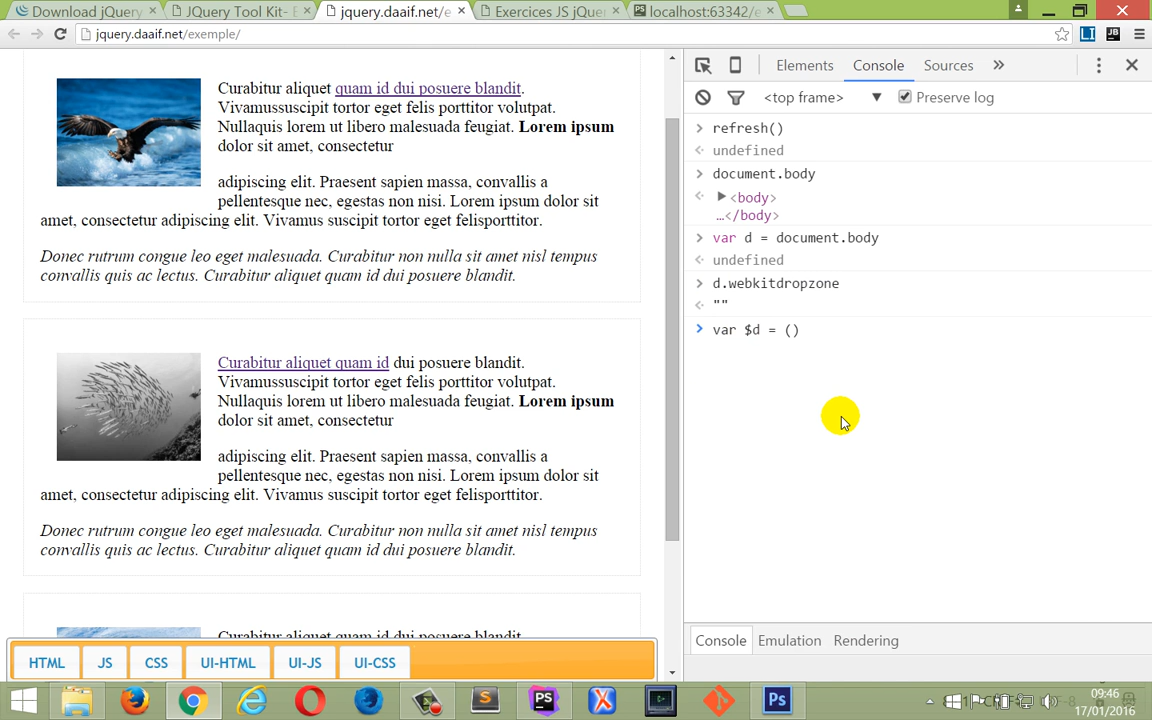 Download jQuery
JQuery Tool Kit- E
jquery.daaif.net/e
Exercices JS jQue
localhost:63342/e
jquery.daaif.net/exemple/
Curabitur aliquet quam id dui posuere blandit.
Vivamussuscipit tortor eget felis porttitor volutpat.
Nullaquis lorem ut libero malesuada feugiat. Lorem ipsum
dolor sit amet, consectetur
adipiscing elit. Praesent sapien massa, convallis a
pellentesque nec, egestas non nisi. Lorem ipsum dolor sit
amet, consectetur adipiscing elit. Vivamus suscipit tortor eget felisporttitor.
Donec rutrum congue leo eget malesuada. Curabitur non nulla sit amet nisl tempus
convallis quis ac lectus. Curabitur aliquet quam id dui posuere blandit.
Curabitur aliquet quam id dui posuere blandit.
Vivamussuscipit tortor eget felis porttitor volutpat.
Nullaquis lorem ut libero malesuada feugiat. Lorem ipsum
dolor sit amet, consectetur
adipiscing elit. Praesent sapien massa, convallis a
pellentesque nec, egestas non nisi. Lorem ipsum dolor sit
amet, consectetur adipiscing elit. Vivamus suscipit tortor eget felisporttitor.
Donec rutrum congue leo eget malesuada. Curabitur non nulla sit amet nisl tempus
convallis quis ac lectus. Curabitur aliquet quam id dui posuere blandit.
Curabitur aliquet quam id dui posuere blandit.
HTML JS CSS UI-HTML UI-JS UI-CSS
Elements Console Sources
<top frame> Preserve log
refresh()
undefined
document.body
<body>
…</body>
var d = document.body
undefined
d.webkitdropzone
""
var $d = ()
Console Emulation Rendering
09:46
17/01/2016